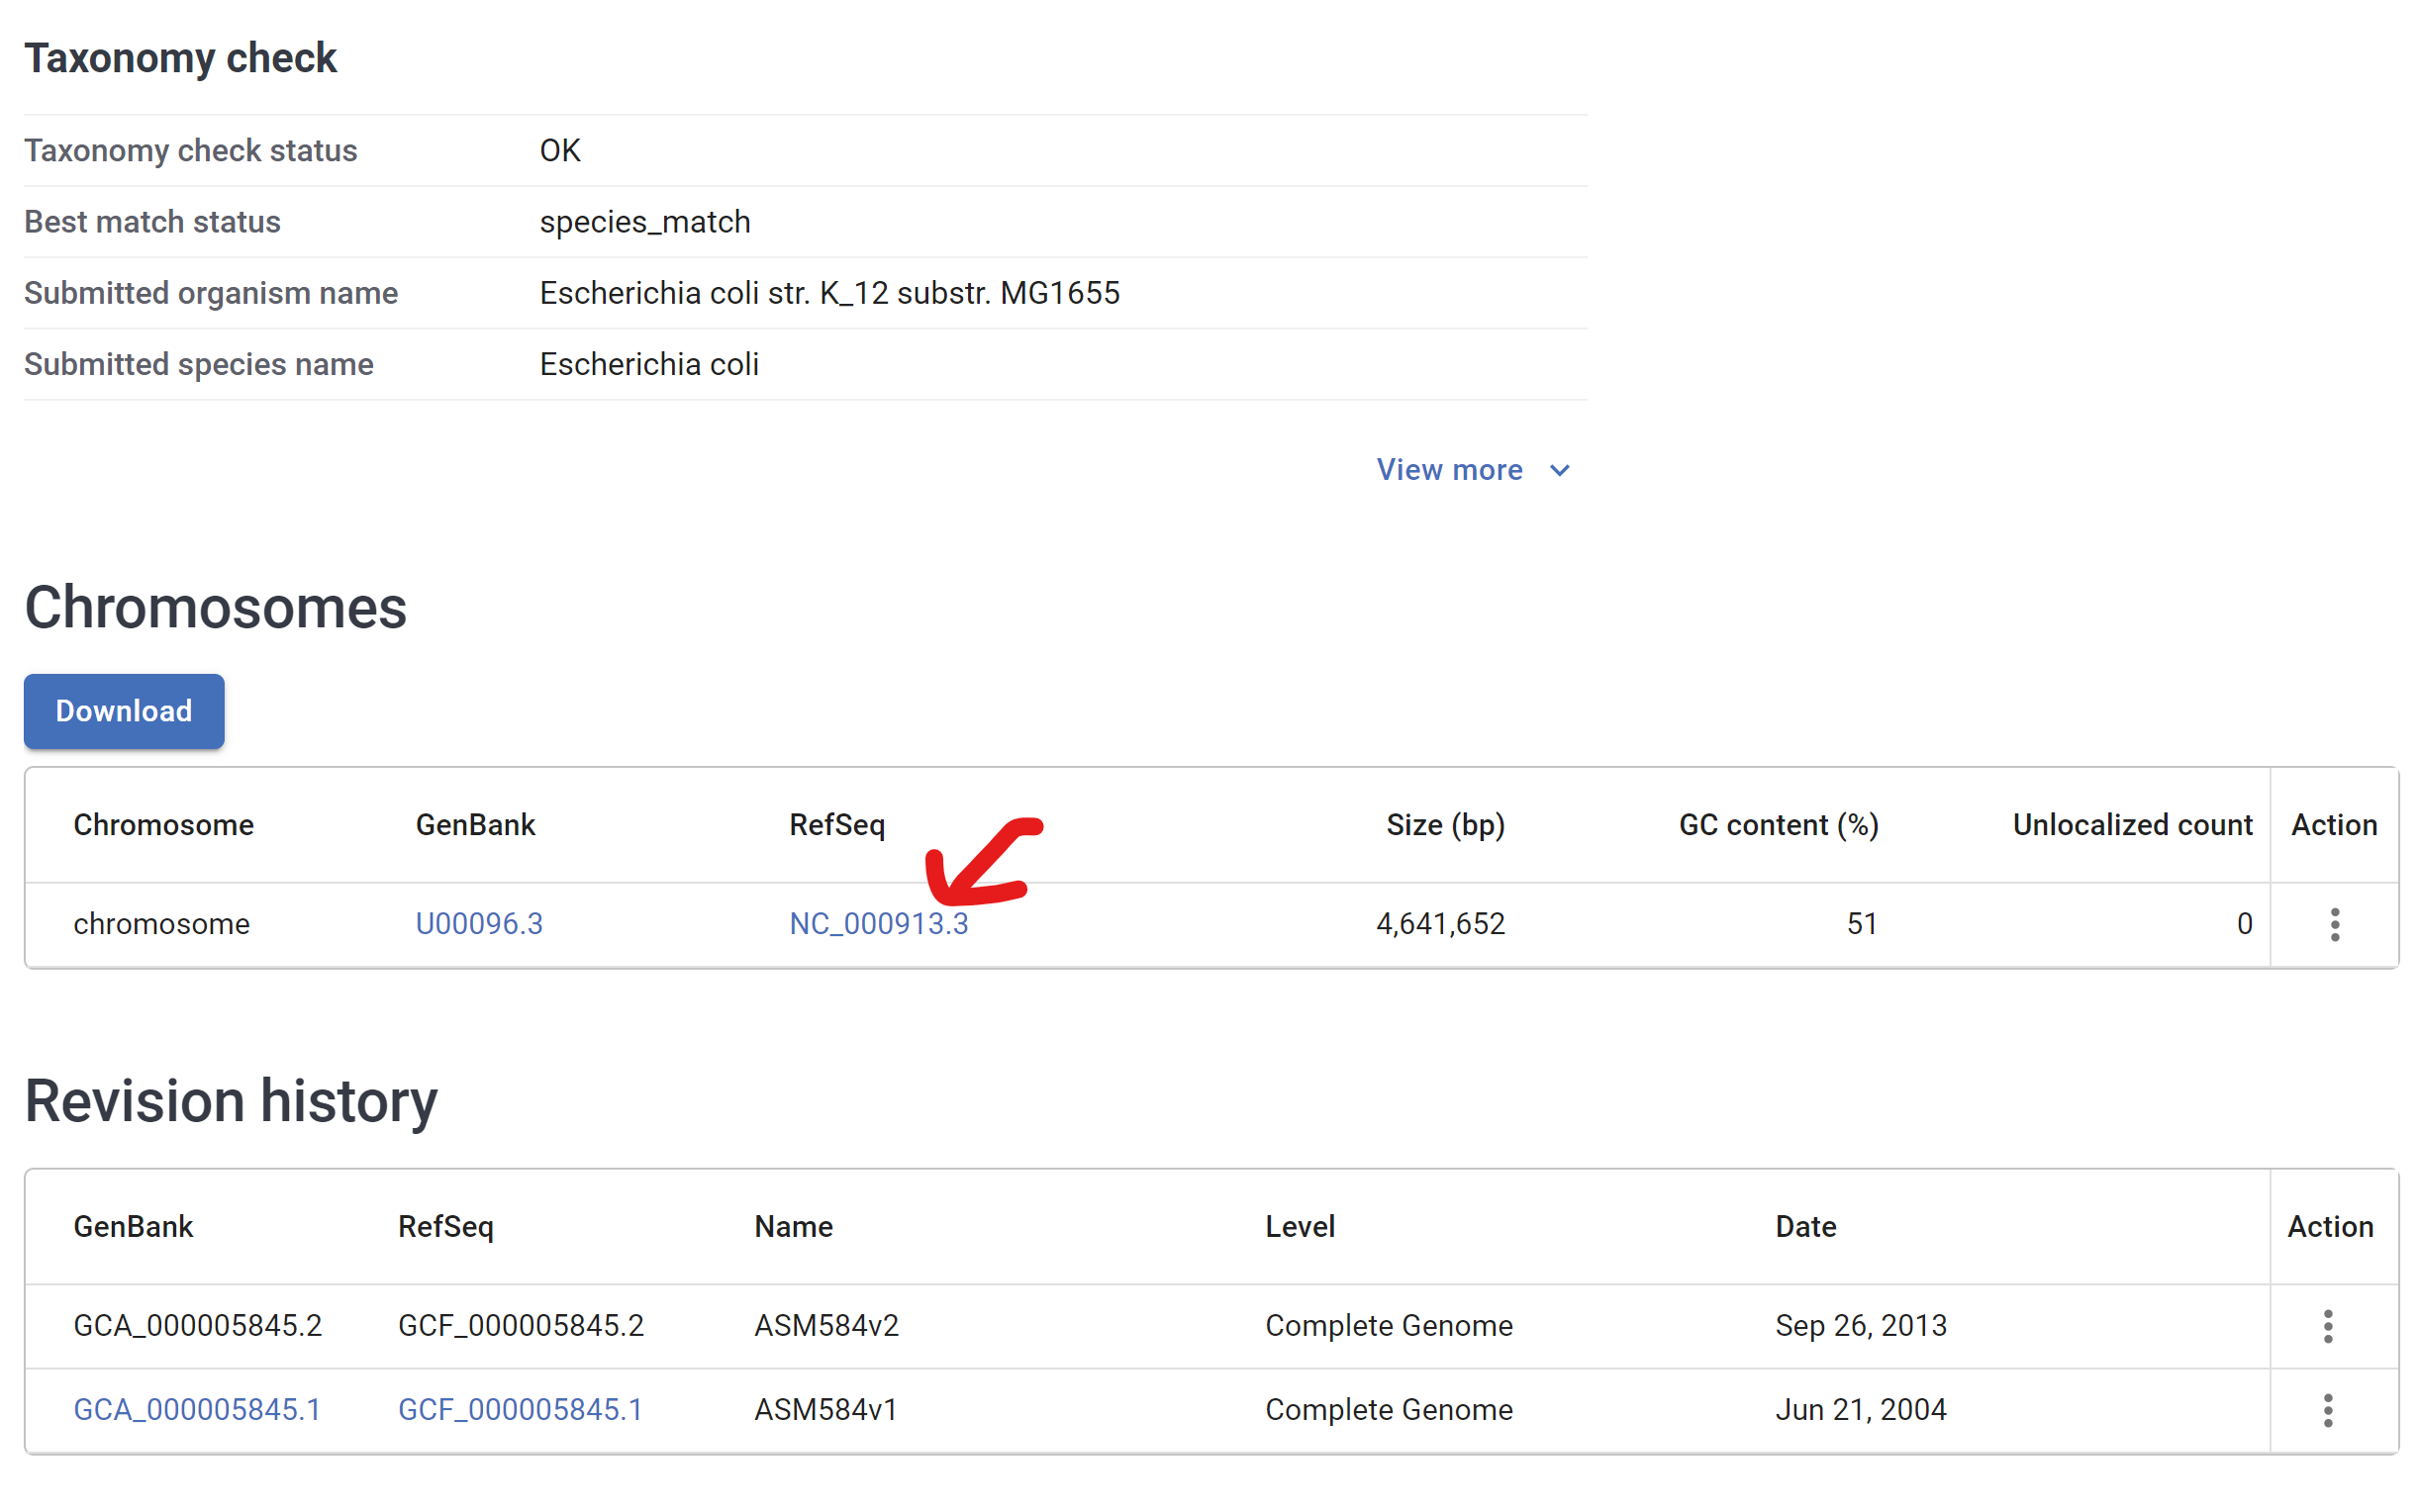 Taxonomy check
Taxonomy check status OK
Best match status species_match
Submitted organism name Escherichia coli str. K_12 substr. MG1655
Submitted species name Escherichia coli
View more
Chromosomes
Download
Chromosome GenBank RefSeq Size (bp) GC content (%) Unlocalized count Action
chromosome U00096.3 NC_000913.3 4,641,652 51 0
Revision history
GenBank RefSeq Name Level Date Action
GCA_000005845.2 GCF_000005845.2 ASM584v2 Complete Genome Sep 26, 2013
GCA_000005845.1 GCF_000005845.1 ASM584v1 Complete Genome Jun 21, 2004